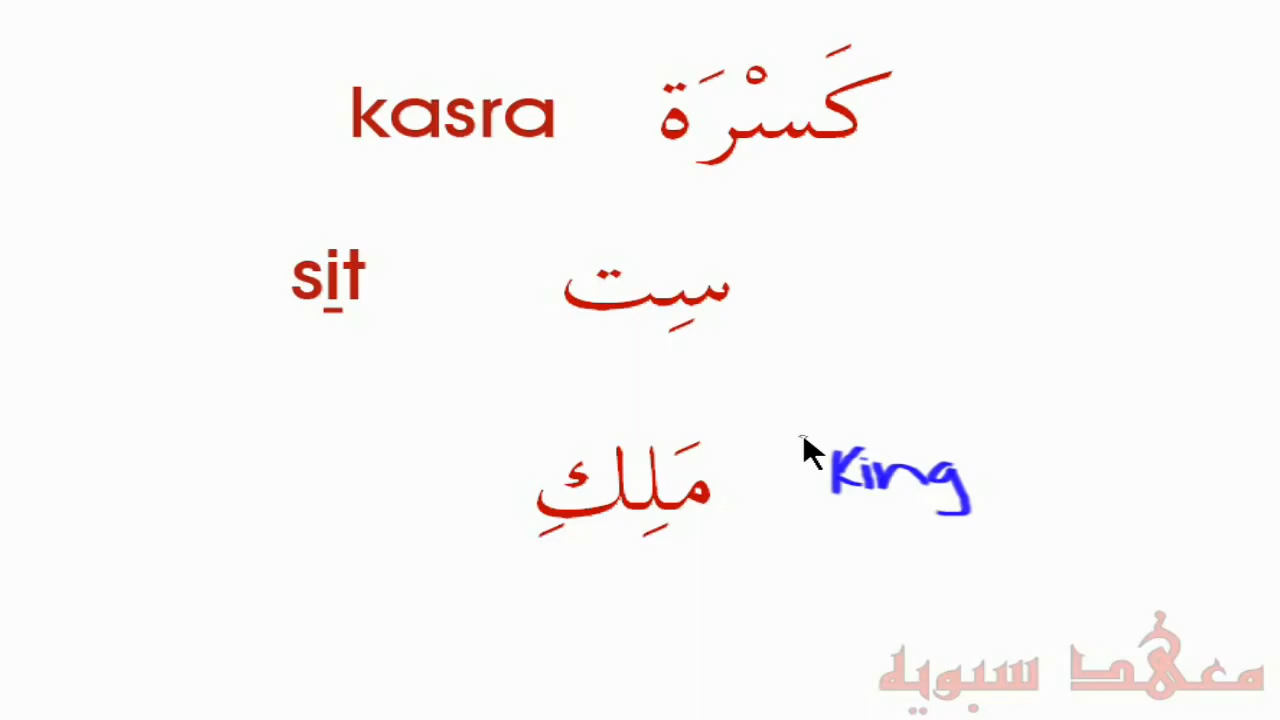 kasra كَسْرَة
sit سِت
مَلِكِ King
معهد سبويه